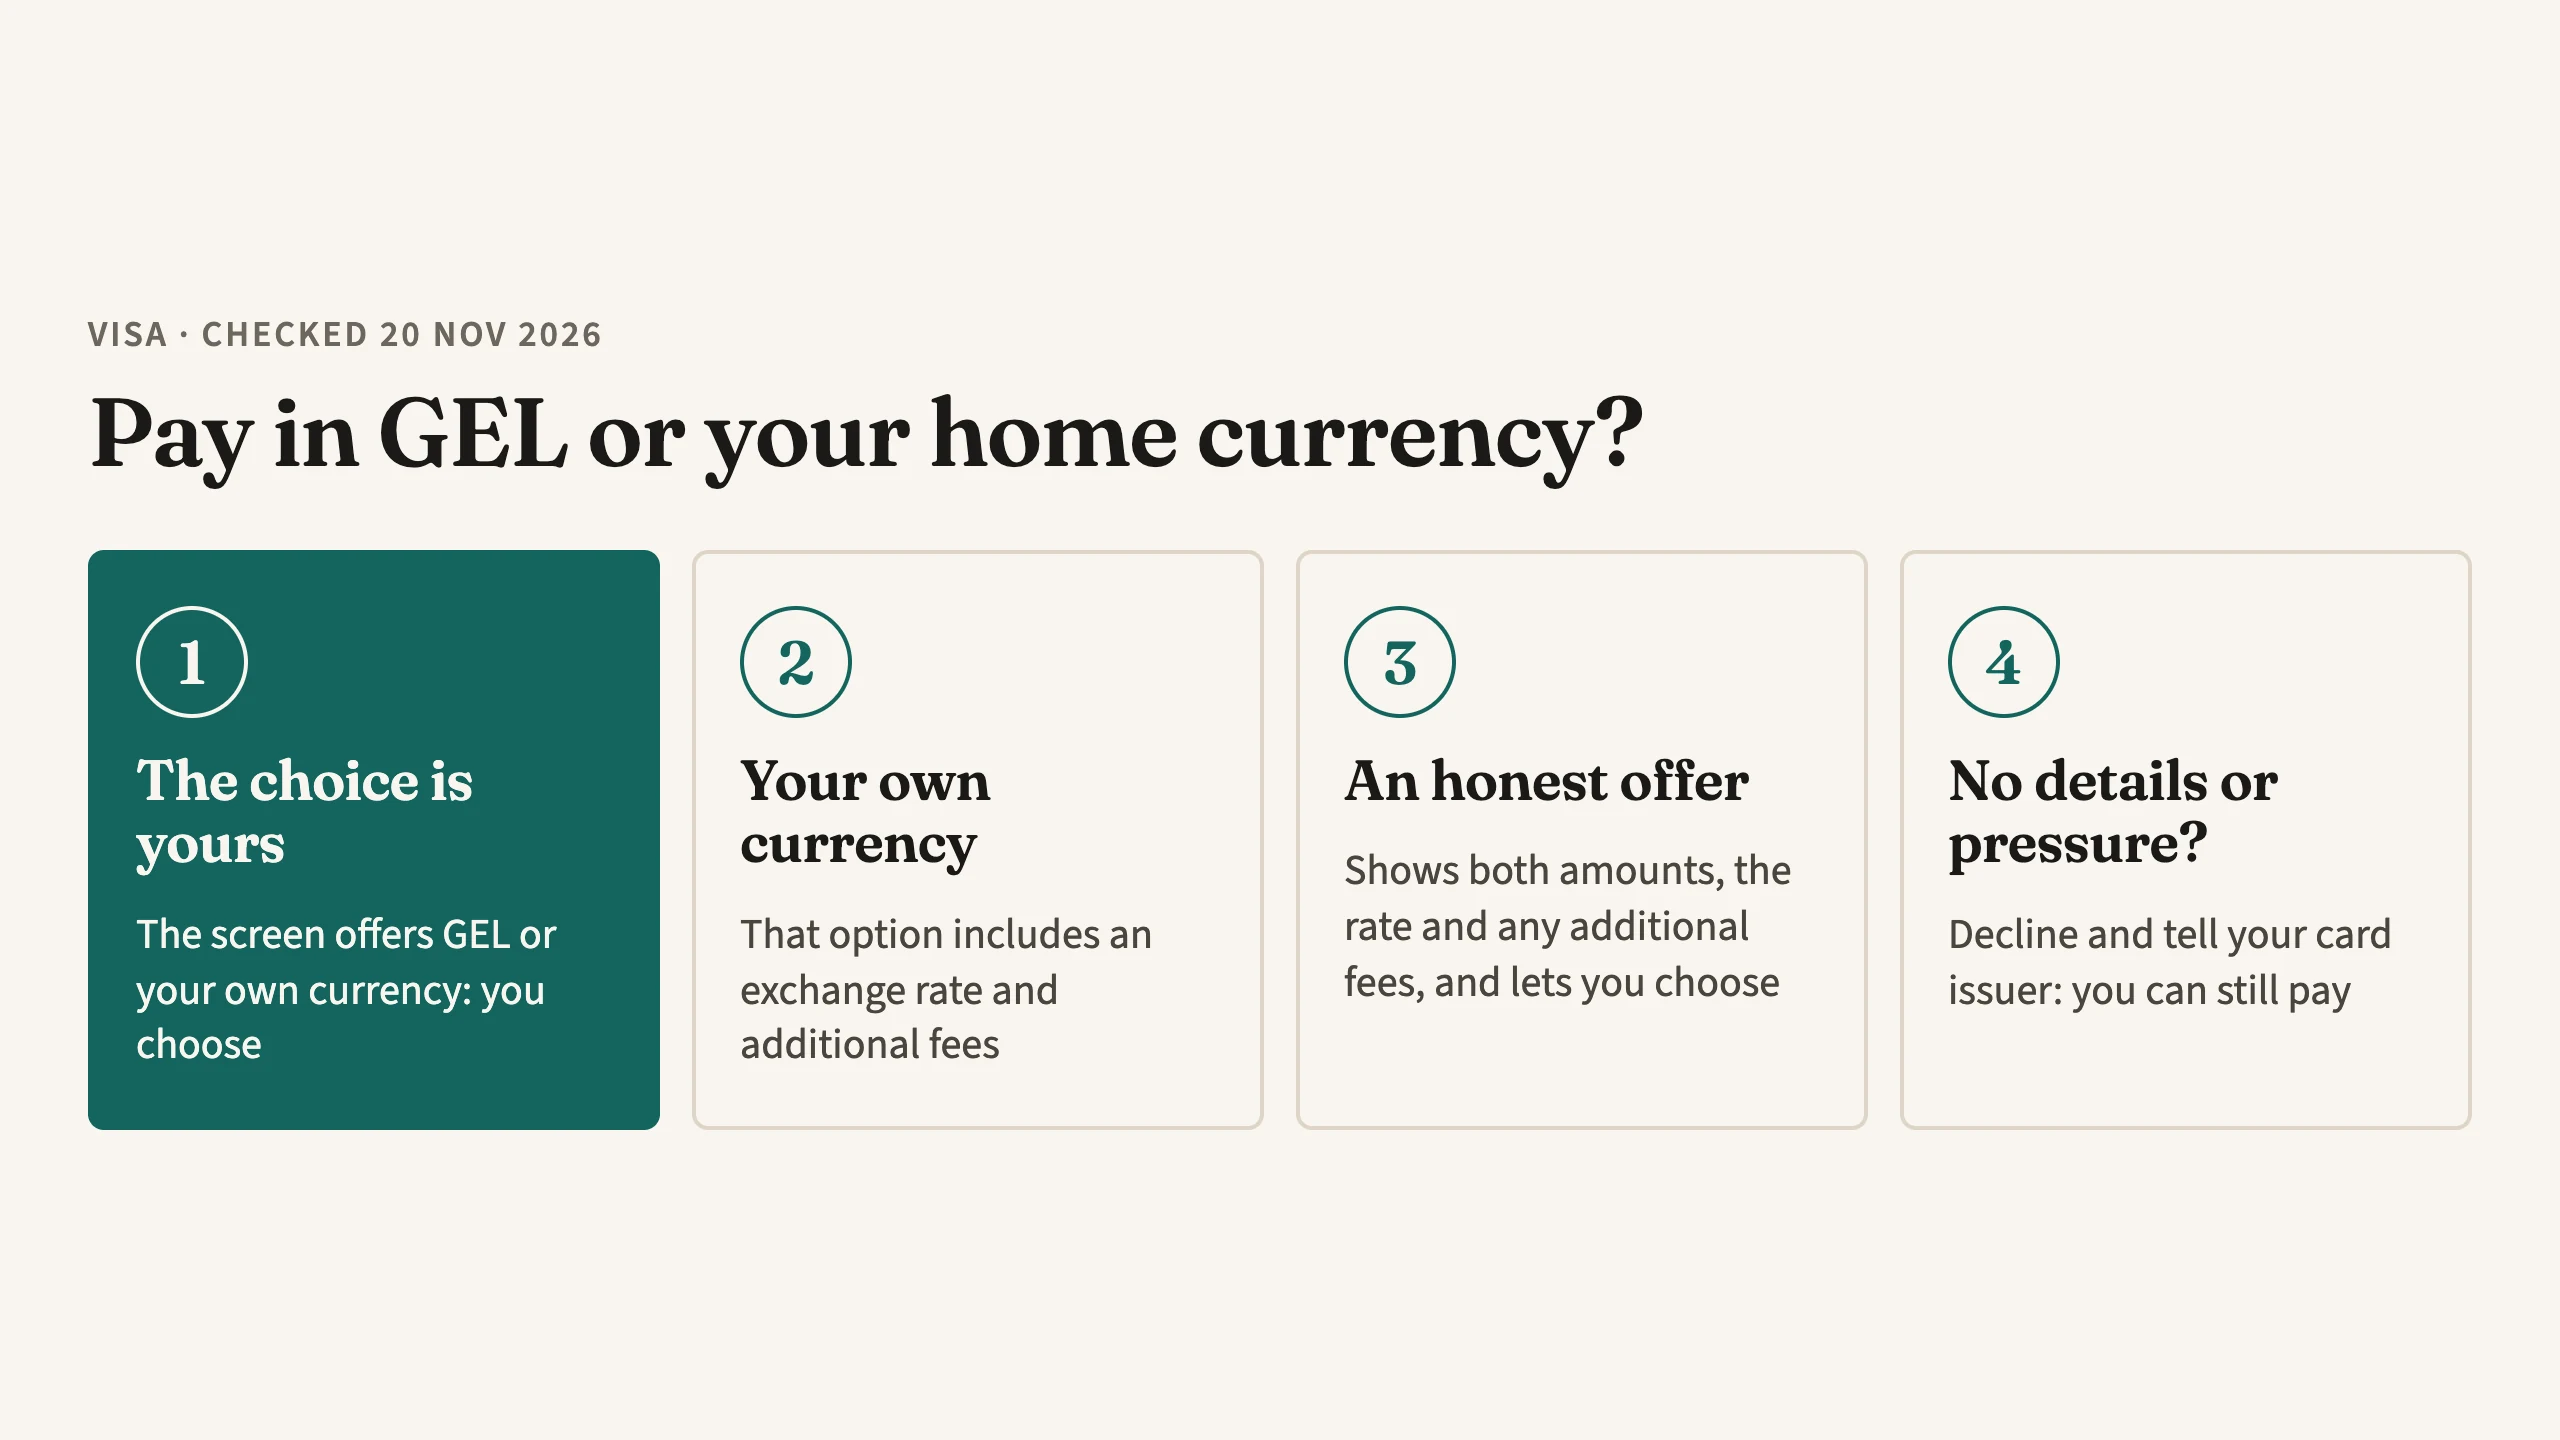 VISA · CHECKED 20 NOV 2026
Pay in GEL or your home currency?
1
The choice is
yours
The screen offers GEL or
your own currency: you
choose
2
Your own
currency
That option includes an
exchange rate and
additional fees
3
An honest offer
Shows both amounts, the
rate and any additional
fees, and lets you choose
4
No details or
pressure?
Decline and tell your card
issuer: you can still pay